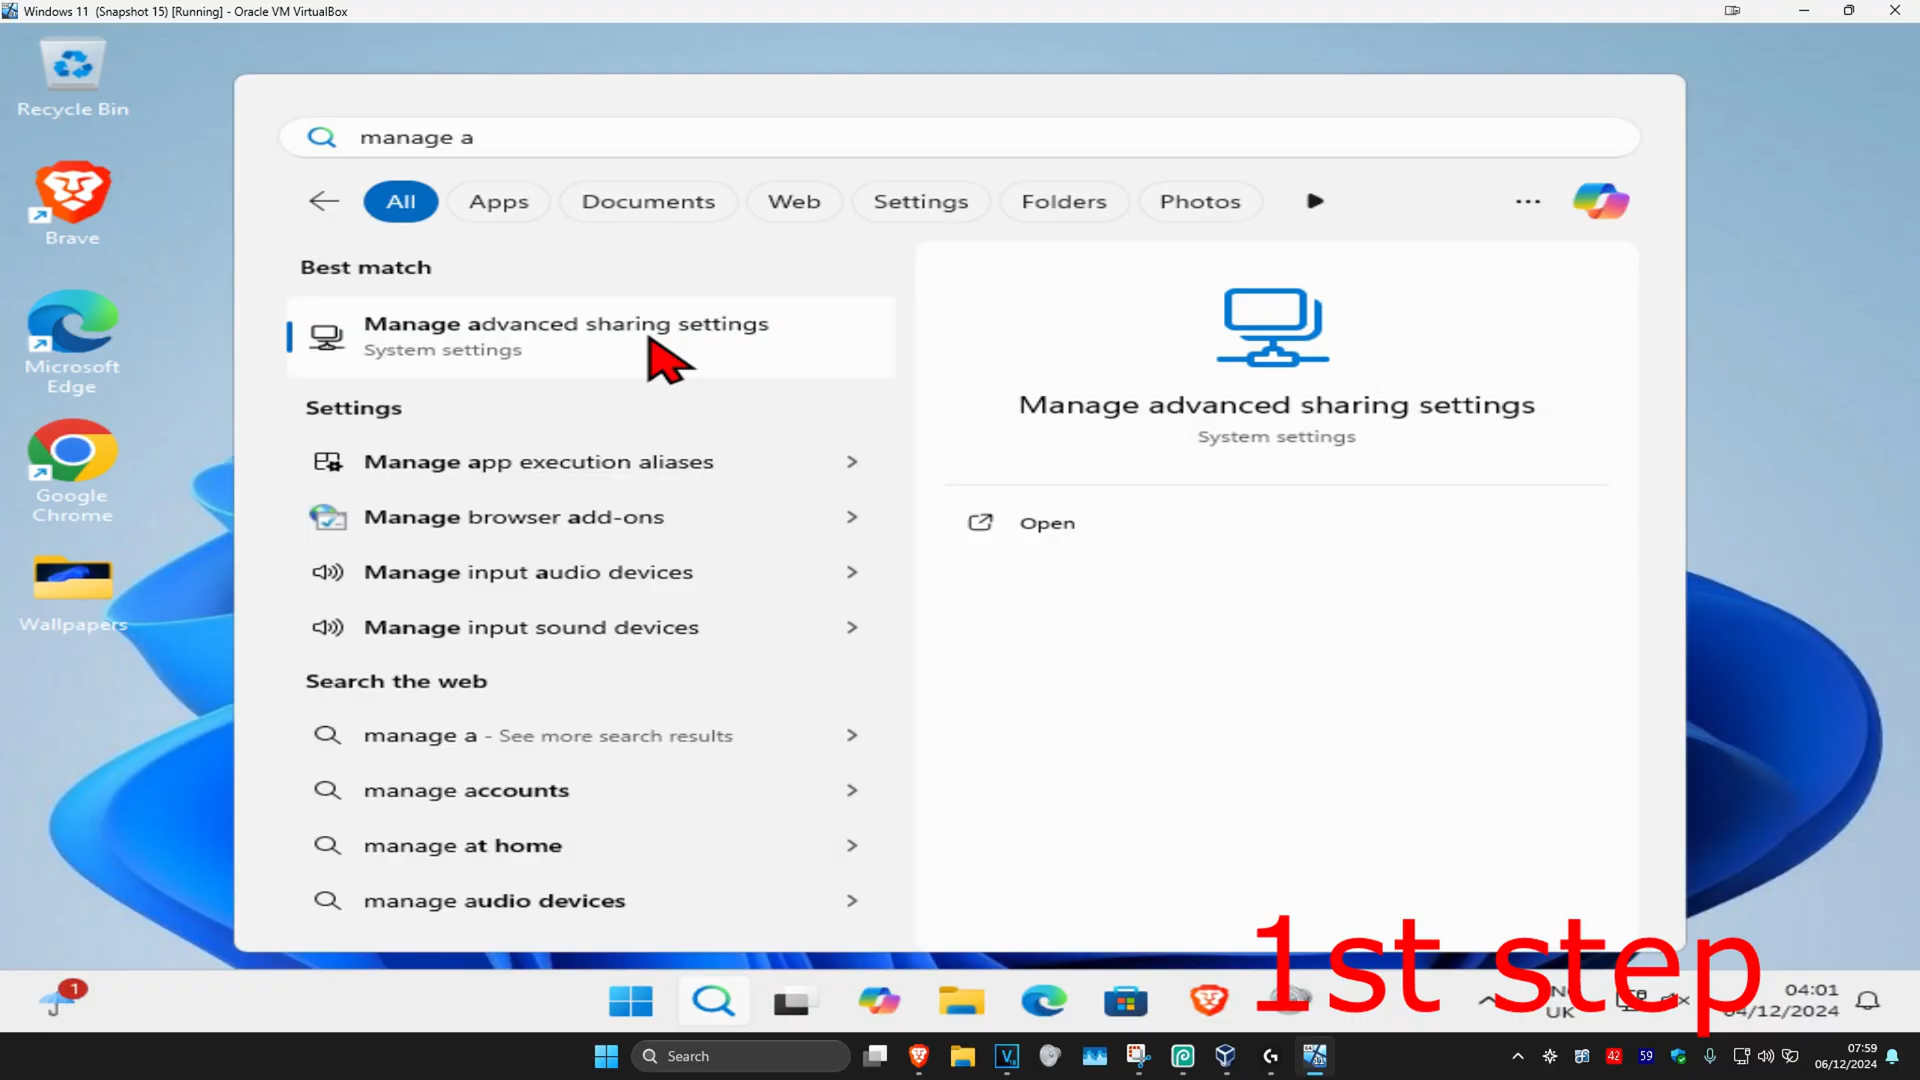 Windows 11 (Snapshot 15) [Running] - Oracle VM VirtualBox
Recycle Bin
Brave
Microsoft
Edge
Google
Chrome
Wallpapers
manage a
All
Apps
Documents
Web
Settings
Folders
Photos
Best match
Manage advanced sharing settings
System settings
Settings
Manage app execution aliases
Manage browser add-ons
Manage input audio devices
Manage input sound devices
Search the web
manage a - See more search results
manage accounts
manage at home
manage audio devices
Manage advanced sharing settings
System settings
Open
1st step
1
UK
04:01
04/12/2024
Search
42
59
07:59
06/12/2024